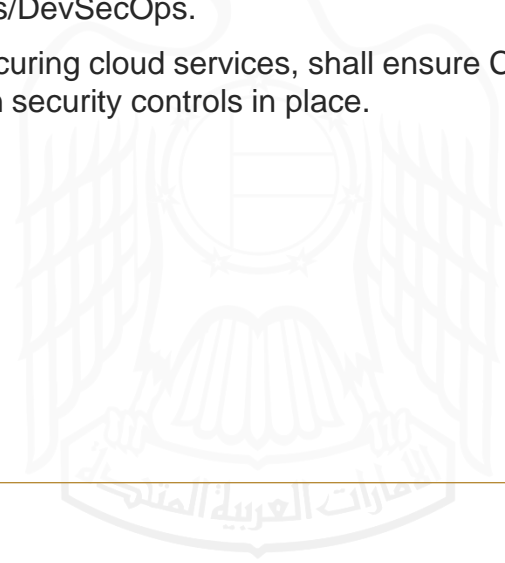 s/DevSecOps.
curing cloud services, shall ensure C
n security controls in place.
الإمارات العربية المتحدة